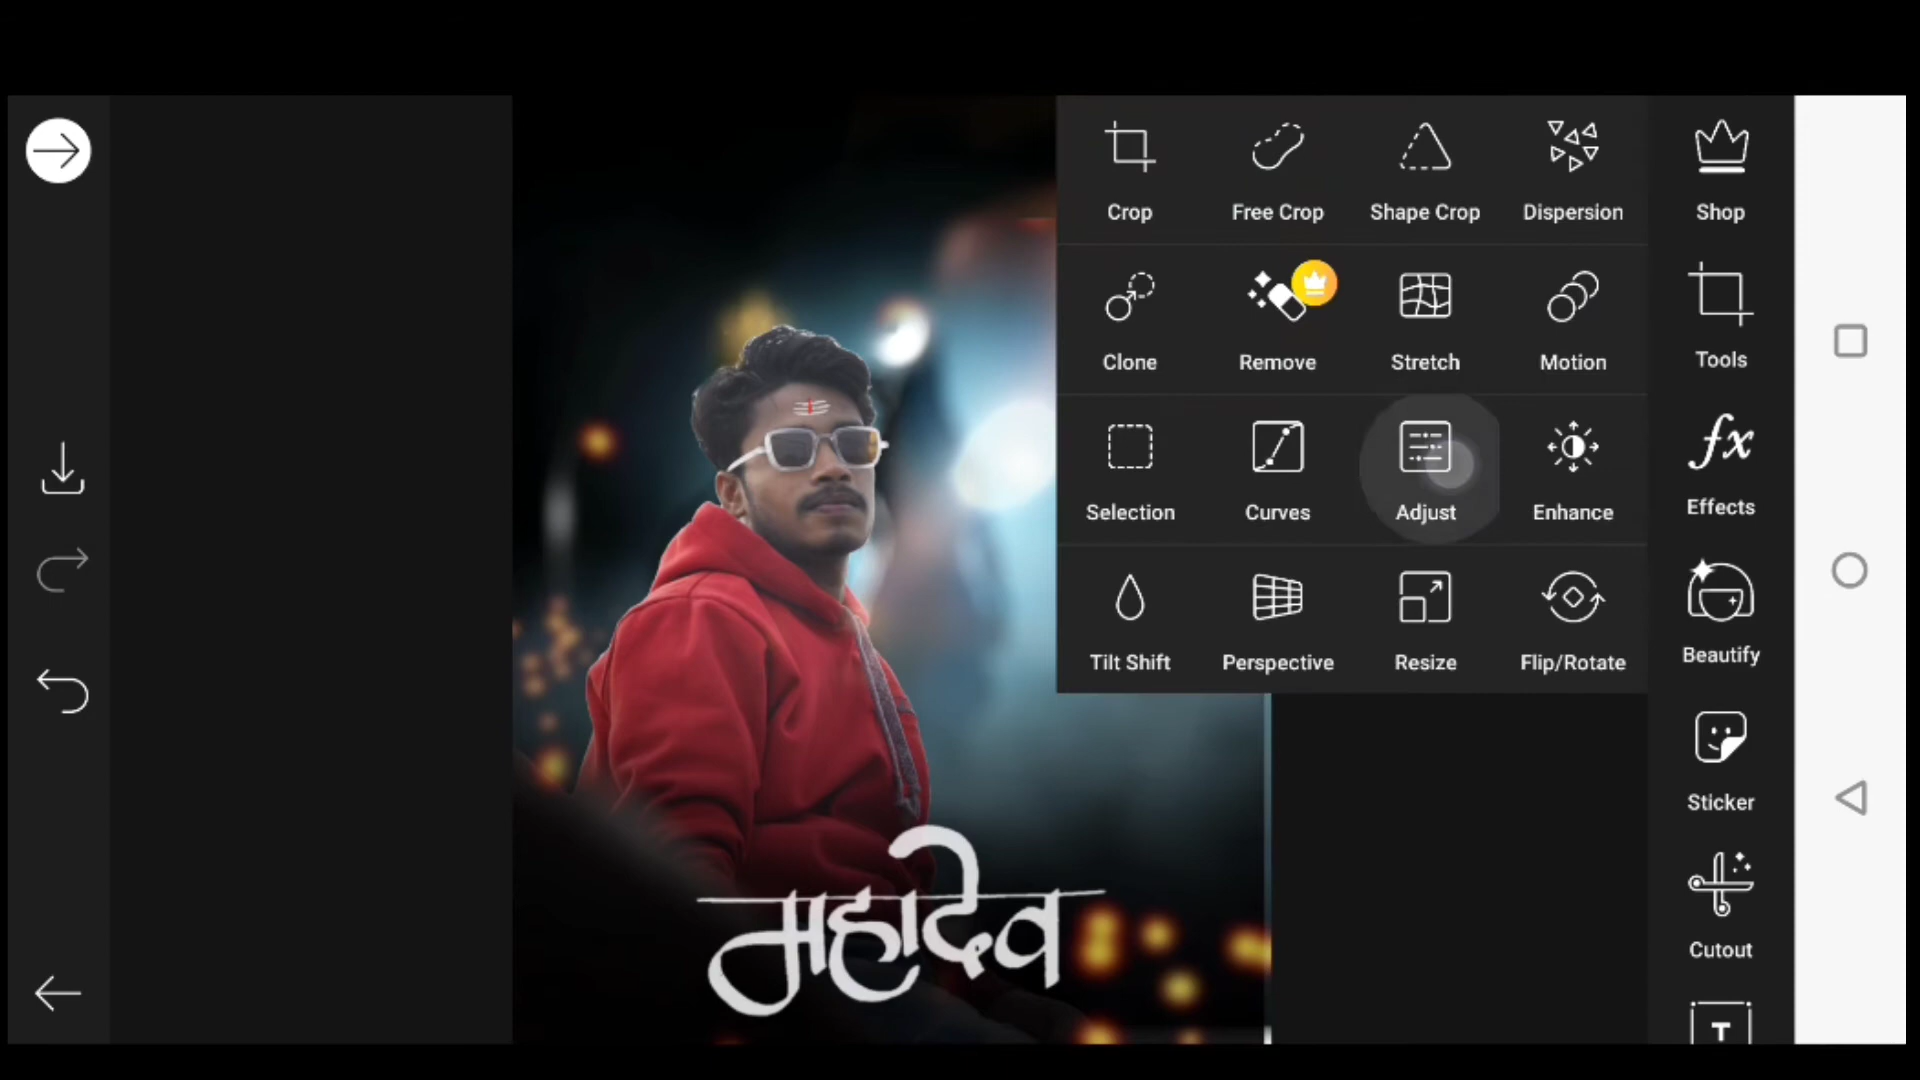 Crop Free Crop Shape Crop Dispersion Shop
Clone Remove Stretch Motion Tools
Selection Curves Adjust Enhance Effects
Tilt Shift Perspective Resize Flip/Rotate Beautify
Sticker
महादेव
Cutout
T